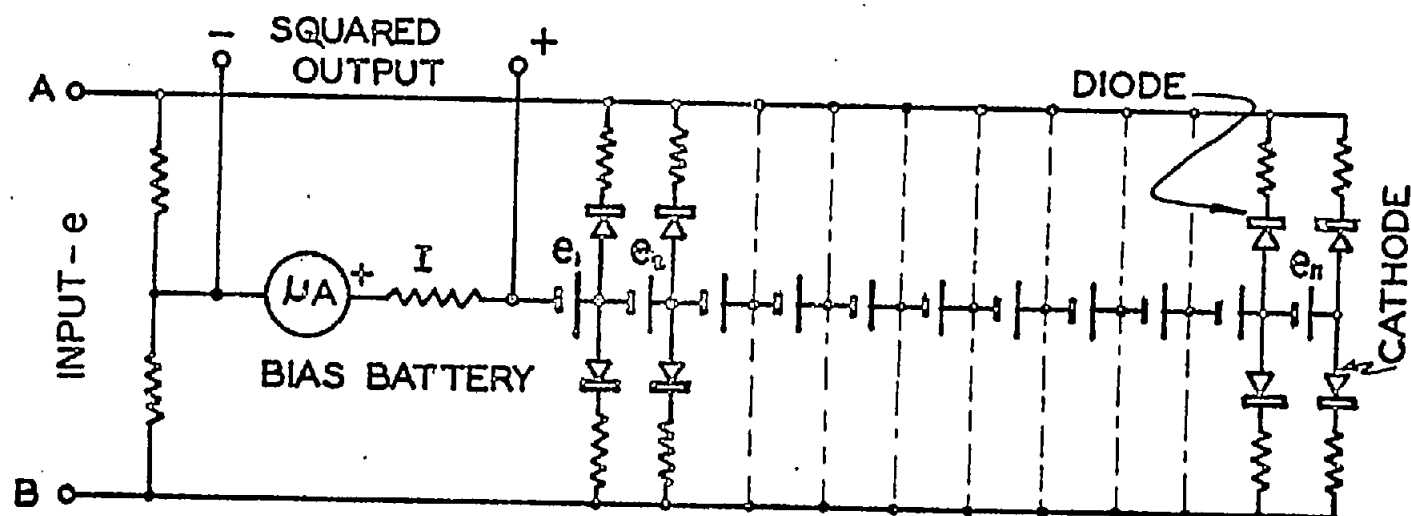 − SQUARED +
OUTPUT
A
DIODE
INPUT - e
μA + I
e₁
e₂
eₙ
CATHODE
BIAS BATTERY
B